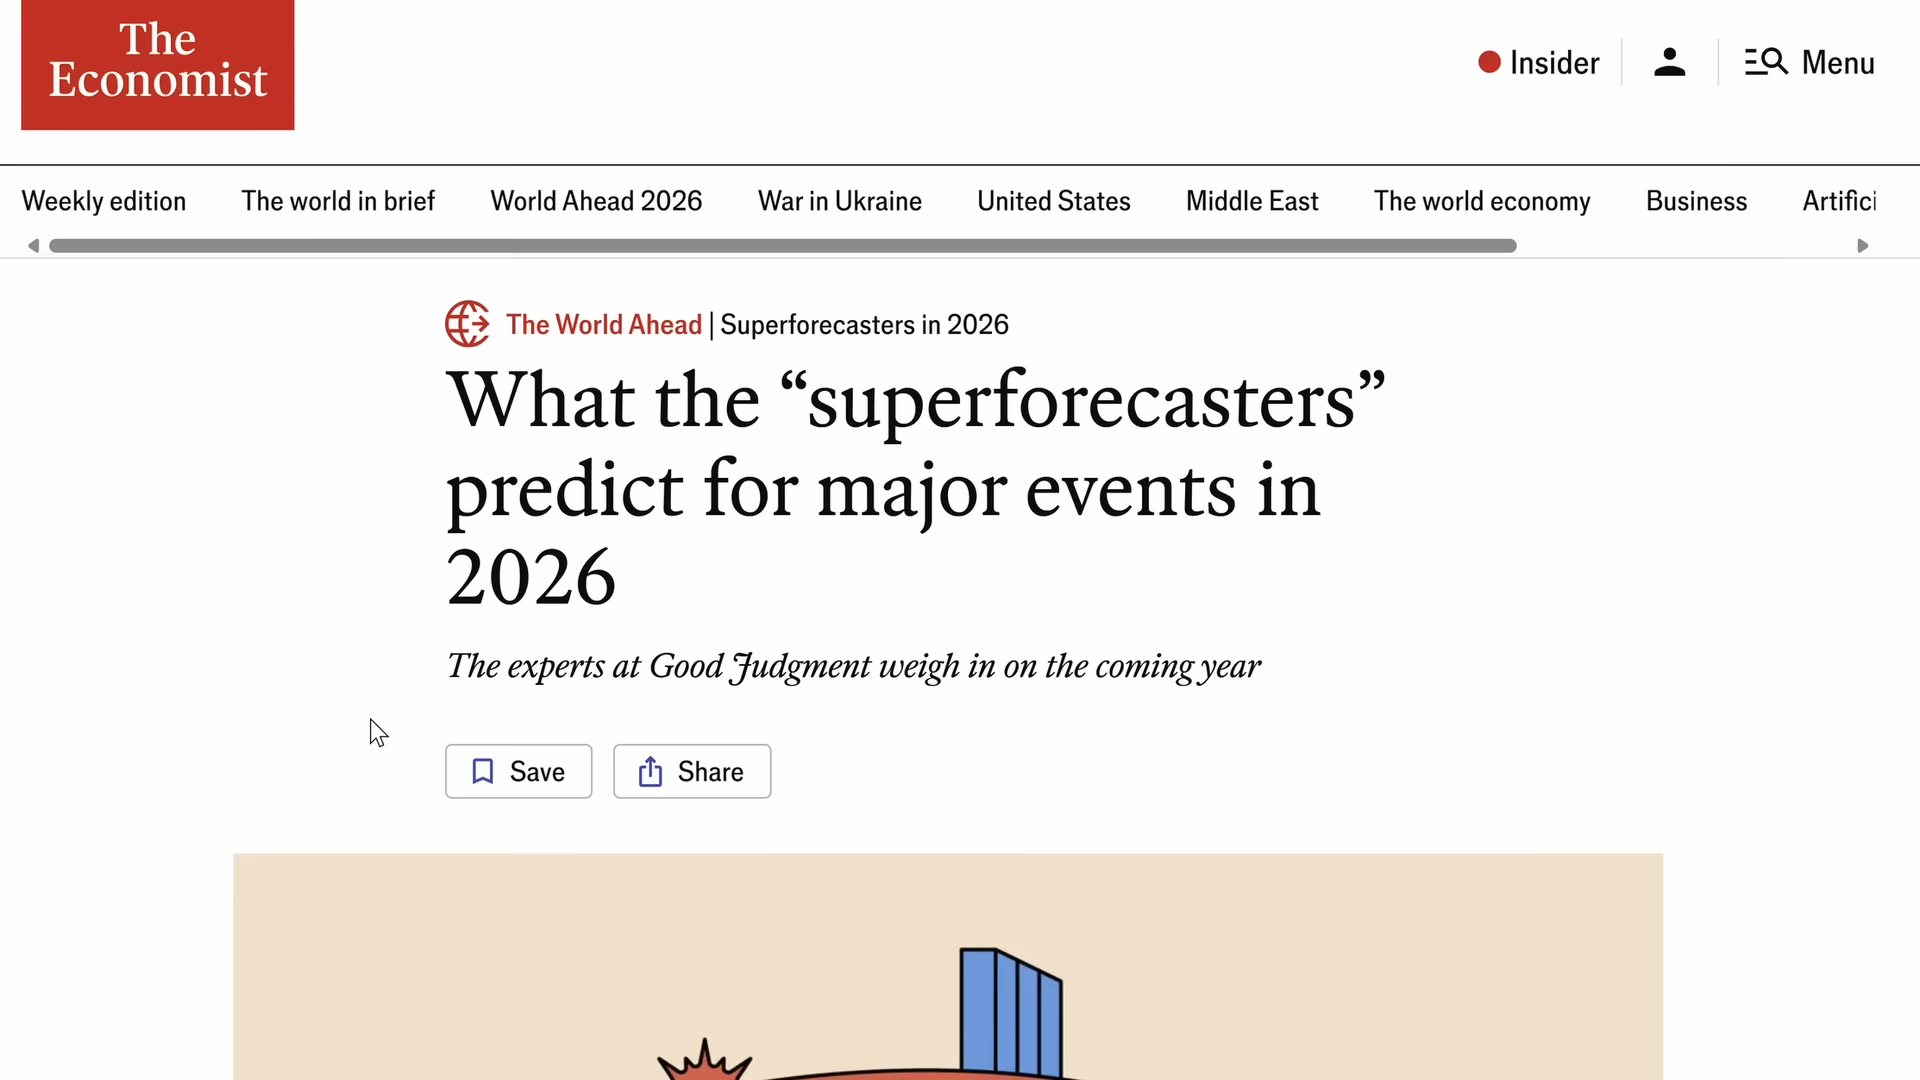 The
Economist
Insider
Menu
Weekly edition
The world in brief
World Ahead 2026
War in Ukraine
United States
Middle East
The world economy
Business
Artifici
The World Ahead | Superforecasters in 2026
What the “superforecasters”
predict for major events in
2026
The experts at Good Judgment weigh in on the coming year
Save
Share